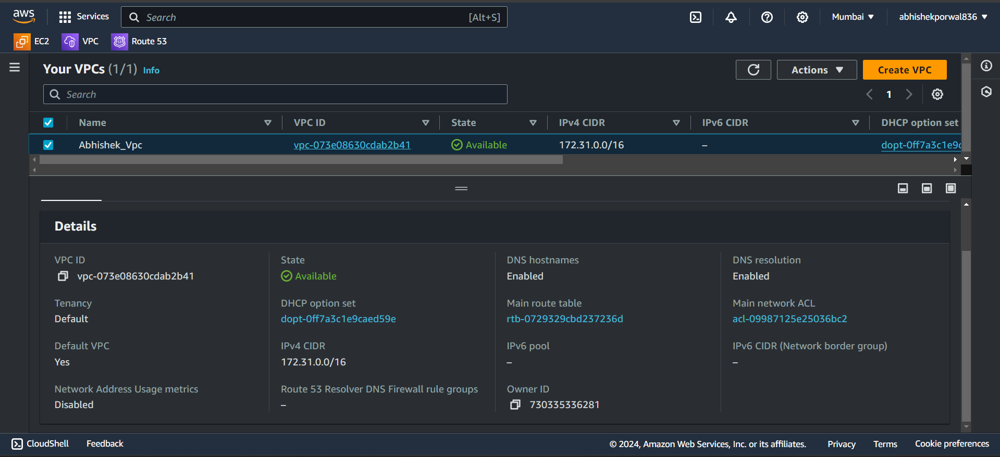 aws
Services
Search [Alt+S]
Mumbai
abhishekporwal836
EC2
VPC
53
Route 53
Your VPCs (1/1) Info
Actions
Create VPC
Search
1
Name VPC ID State IPv4 CIDR IPv6 CIDR DHCP option set
Abhishek_Vpc vpc-073e08630cdab2b41 Available 172.31.0.0/16 – dopt-0ff7a3c1e9c
Details
VPC ID
vpc-073e08630cdab2b41
State
Available
DNS hostnames
Enabled
DNS resolution
Enabled
Tenancy
Default
DHCP option set
dopt-0ff7a3c1e9caed59e
Main route table
rtb-0729329cbd237236d
Main network ACL
acl-09987125e25036bc2
Default VPC
Yes
IPv4 CIDR
172.31.0.0/16
IPv6 pool
–
IPv6 CIDR (Network border group)
–
Network Address Usage metrics
Disabled
Route 53 Resolver DNS Firewall rule groups
–
Owner ID
730335336281
CloudShell
Feedback
© 2024, Amazon Web Services, Inc. or its affiliates.
Privacy
Terms
Cookie preferences